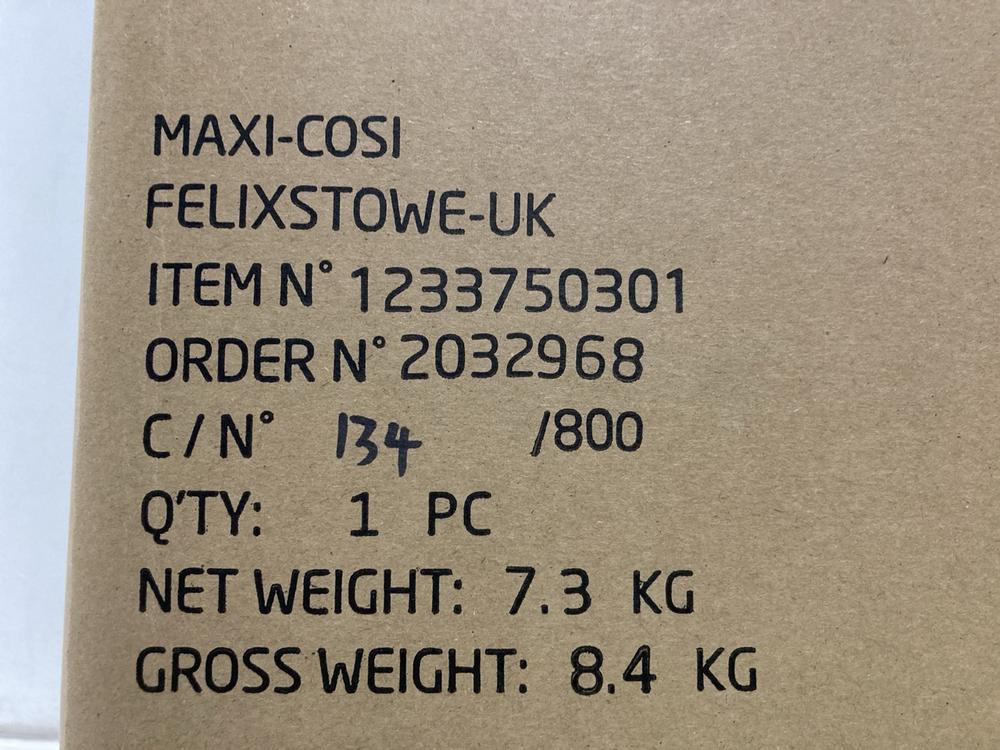 MAXI-COSI
FELIXSTOWE-UK
ITEM N° 1233750301
ORDER N° 2032968
C / N° 134 /800
Q'TY: 1 PC
NET WEIGHT: 7.3 KG
GROSS WEIGHT: 8.4 KG